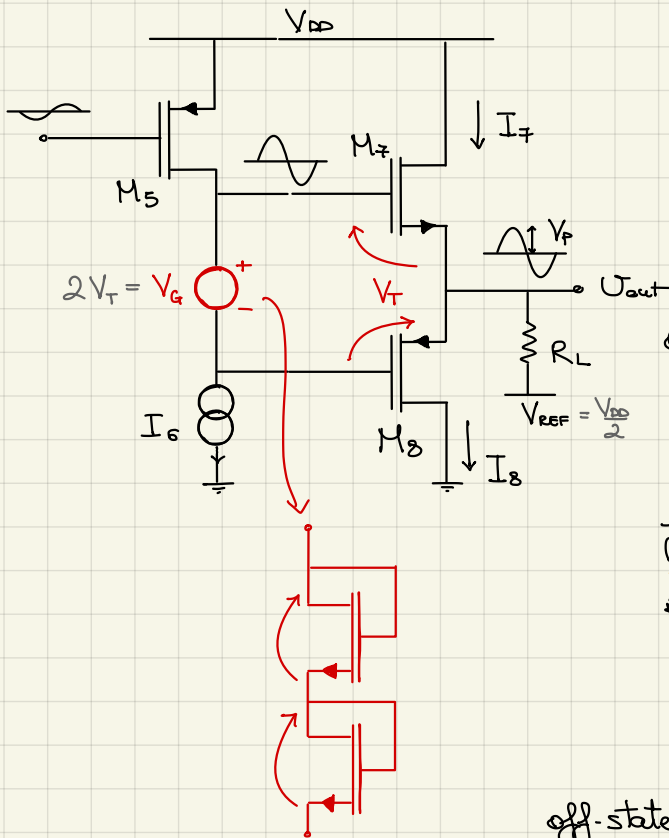 VDD
I7
M7
M5
VP
2VT = VG
+
-
VT
Uout
RL
VREF = VDD/2
I6
M8
I8
off-state